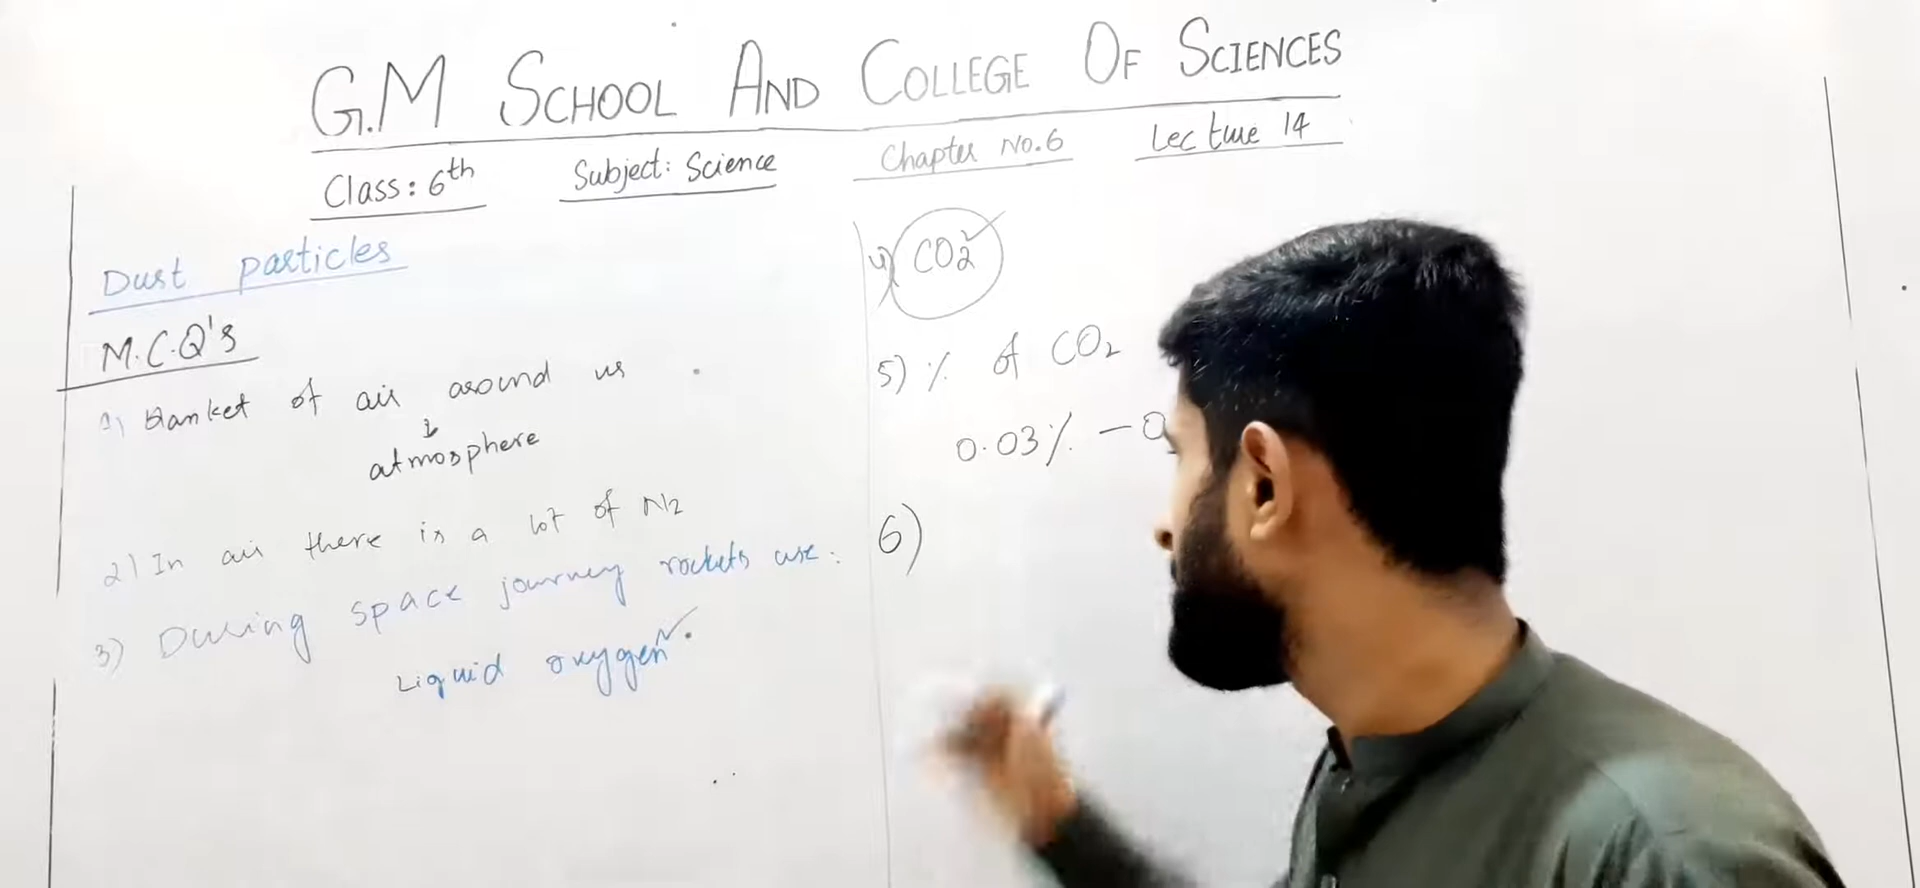 G.M SCHOOL AND COLLEGE OF SCIENCES
Class: 6th Subject: Science Chapter No.6 Lecture 14
Dust particles
M.C.Q's
1) Blanket of air around us
atmosphere
2) In air there is a lot of N2
3) During space journey rockets use:
Liquid oxygen
4) CO2
5) % of CO2
0.03% - 0
6)